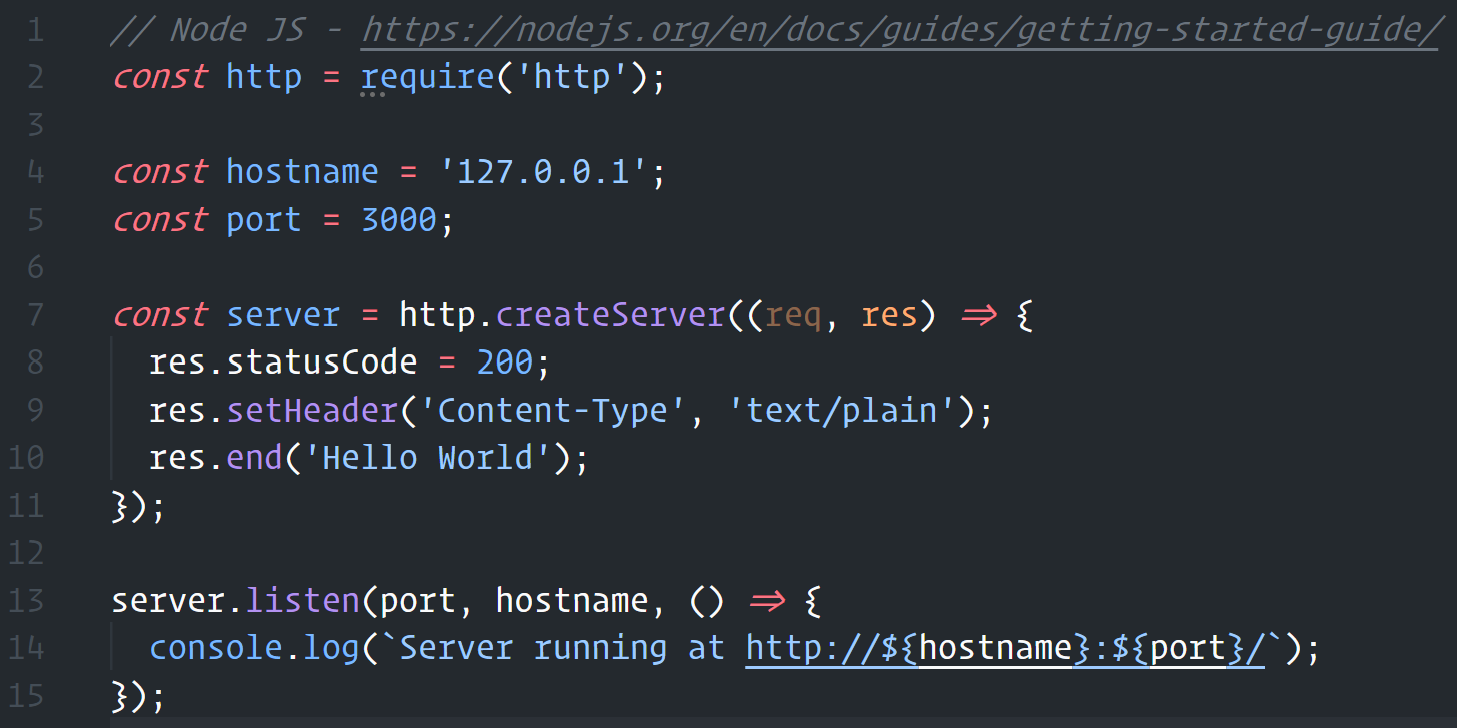 1 // Node JS - https://nodejs.org/en/docs/guides/getting-started-guide/
2 const http = require('http');
3
4 const hostname = '127.0.0.1';
5 const port = 3000;
6
7 const server = http.createServer((req, res) => {
8   res.statusCode = 200;
9   res.setHeader('Content-Type', 'text/plain');
10   res.end('Hello World');
11 });
12
13 server.listen(port, hostname, () => {
14   console.log(`Server running at http://${hostname}:${port}/`);
15 });